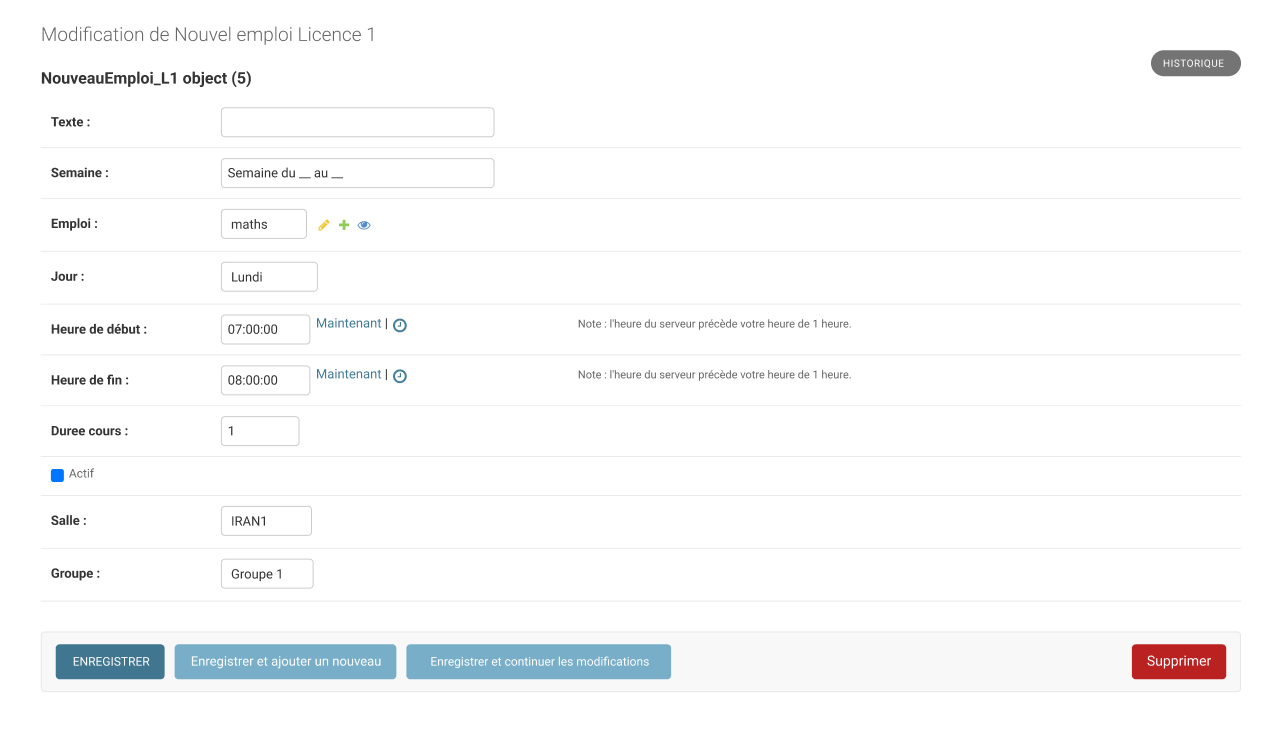 Modification de Nouvel emploi Licence 1
HISTORIQUE
NouveauEmploi_L1 object (5)
Texte :
Semaine : Semaine du __ au __
Emploi : maths
Jour : Lundi
Heure de début : 07:00:00 Maintenant | Note : l'heure du serveur précède votre heure de 1 heure.
Heure de fin : 08:00:00 Maintenant | Note : l'heure du serveur précède votre heure de 1 heure.
Duree cours : 1
Actif
Salle : IRAN1
Groupe : Groupe 1
ENREGISTRER Enregistrer et ajouter un nouveau Enregistrer et continuer les modifications Supprimer